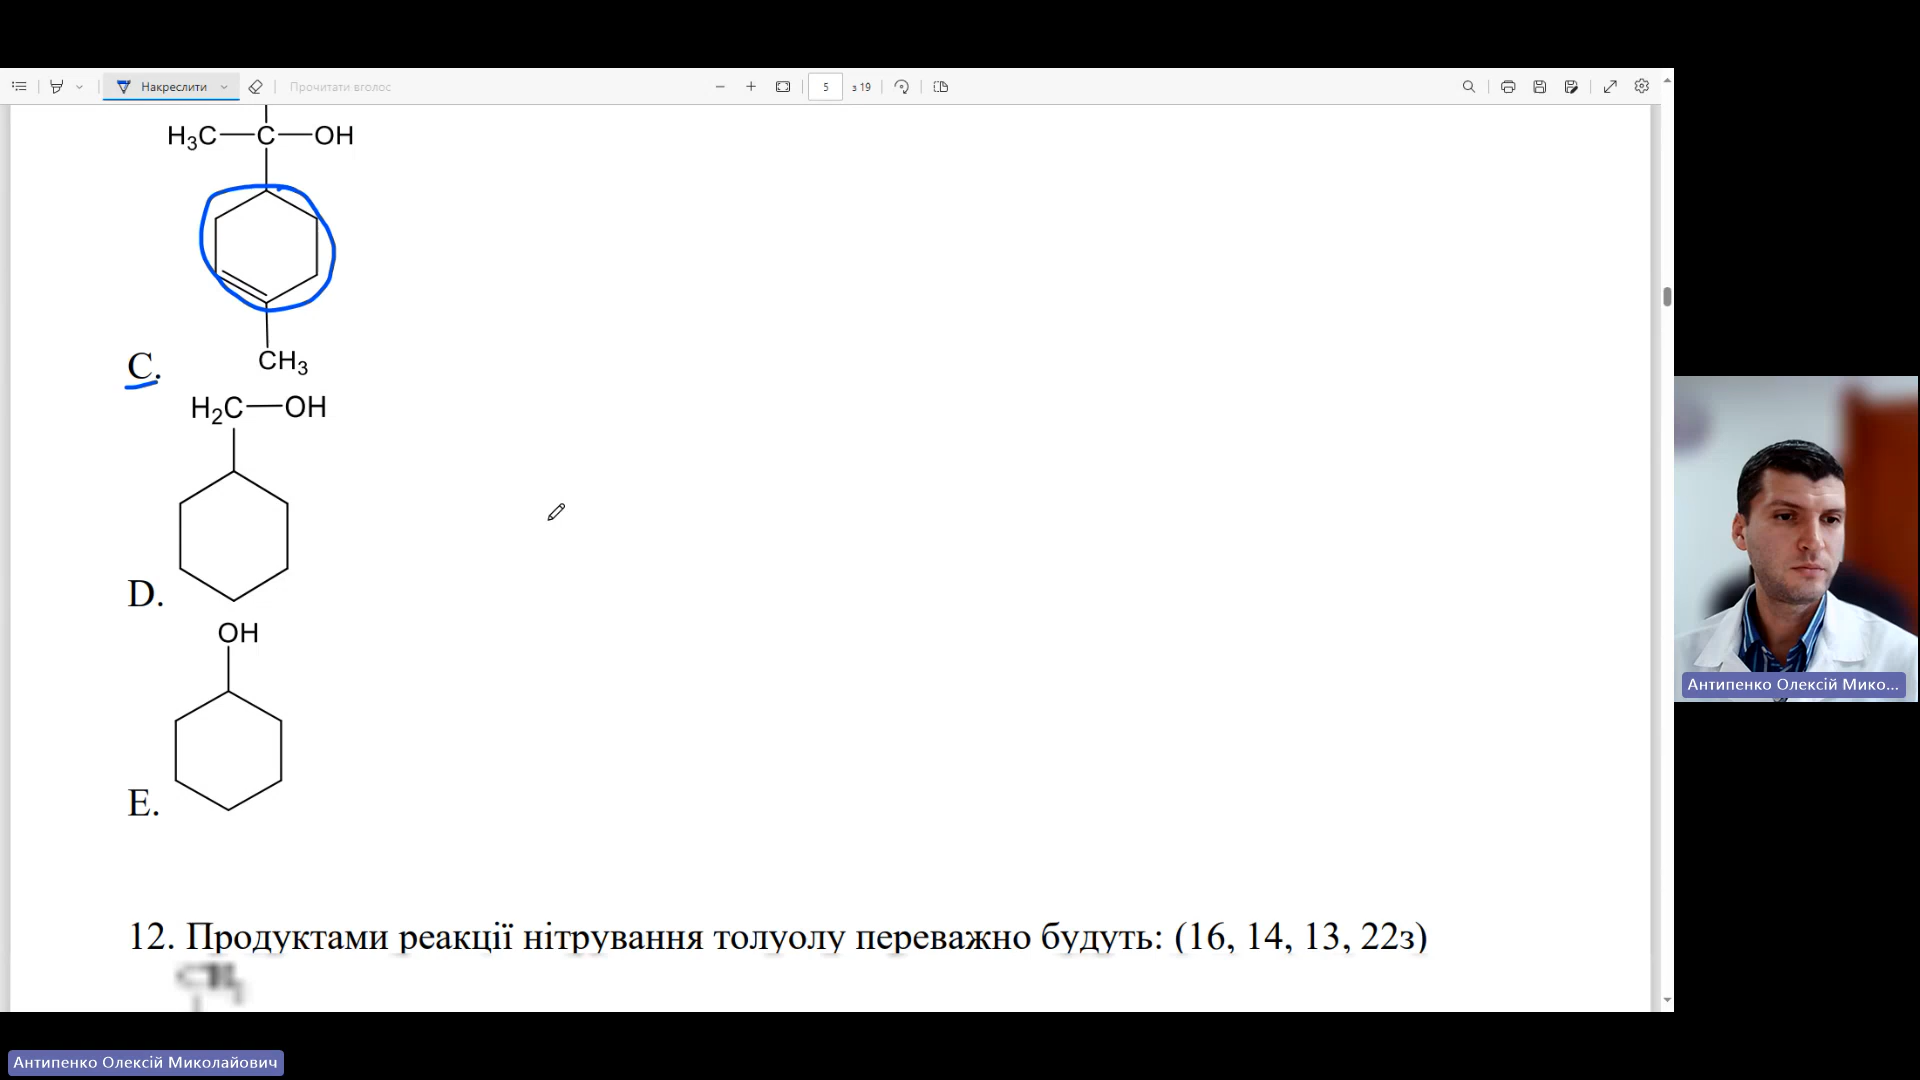 Накреслити Прочитати вголос 5 з 19
H₃C—C—OH
CH₃
C.
H₂C—OH
D.
OH
E.
12. Продуктами реакції нітрування толуолу переважно будуть: (16, 14, 13, 22з)
Антипенко Олексій Мико...
Антипенко Олексій Миколайович